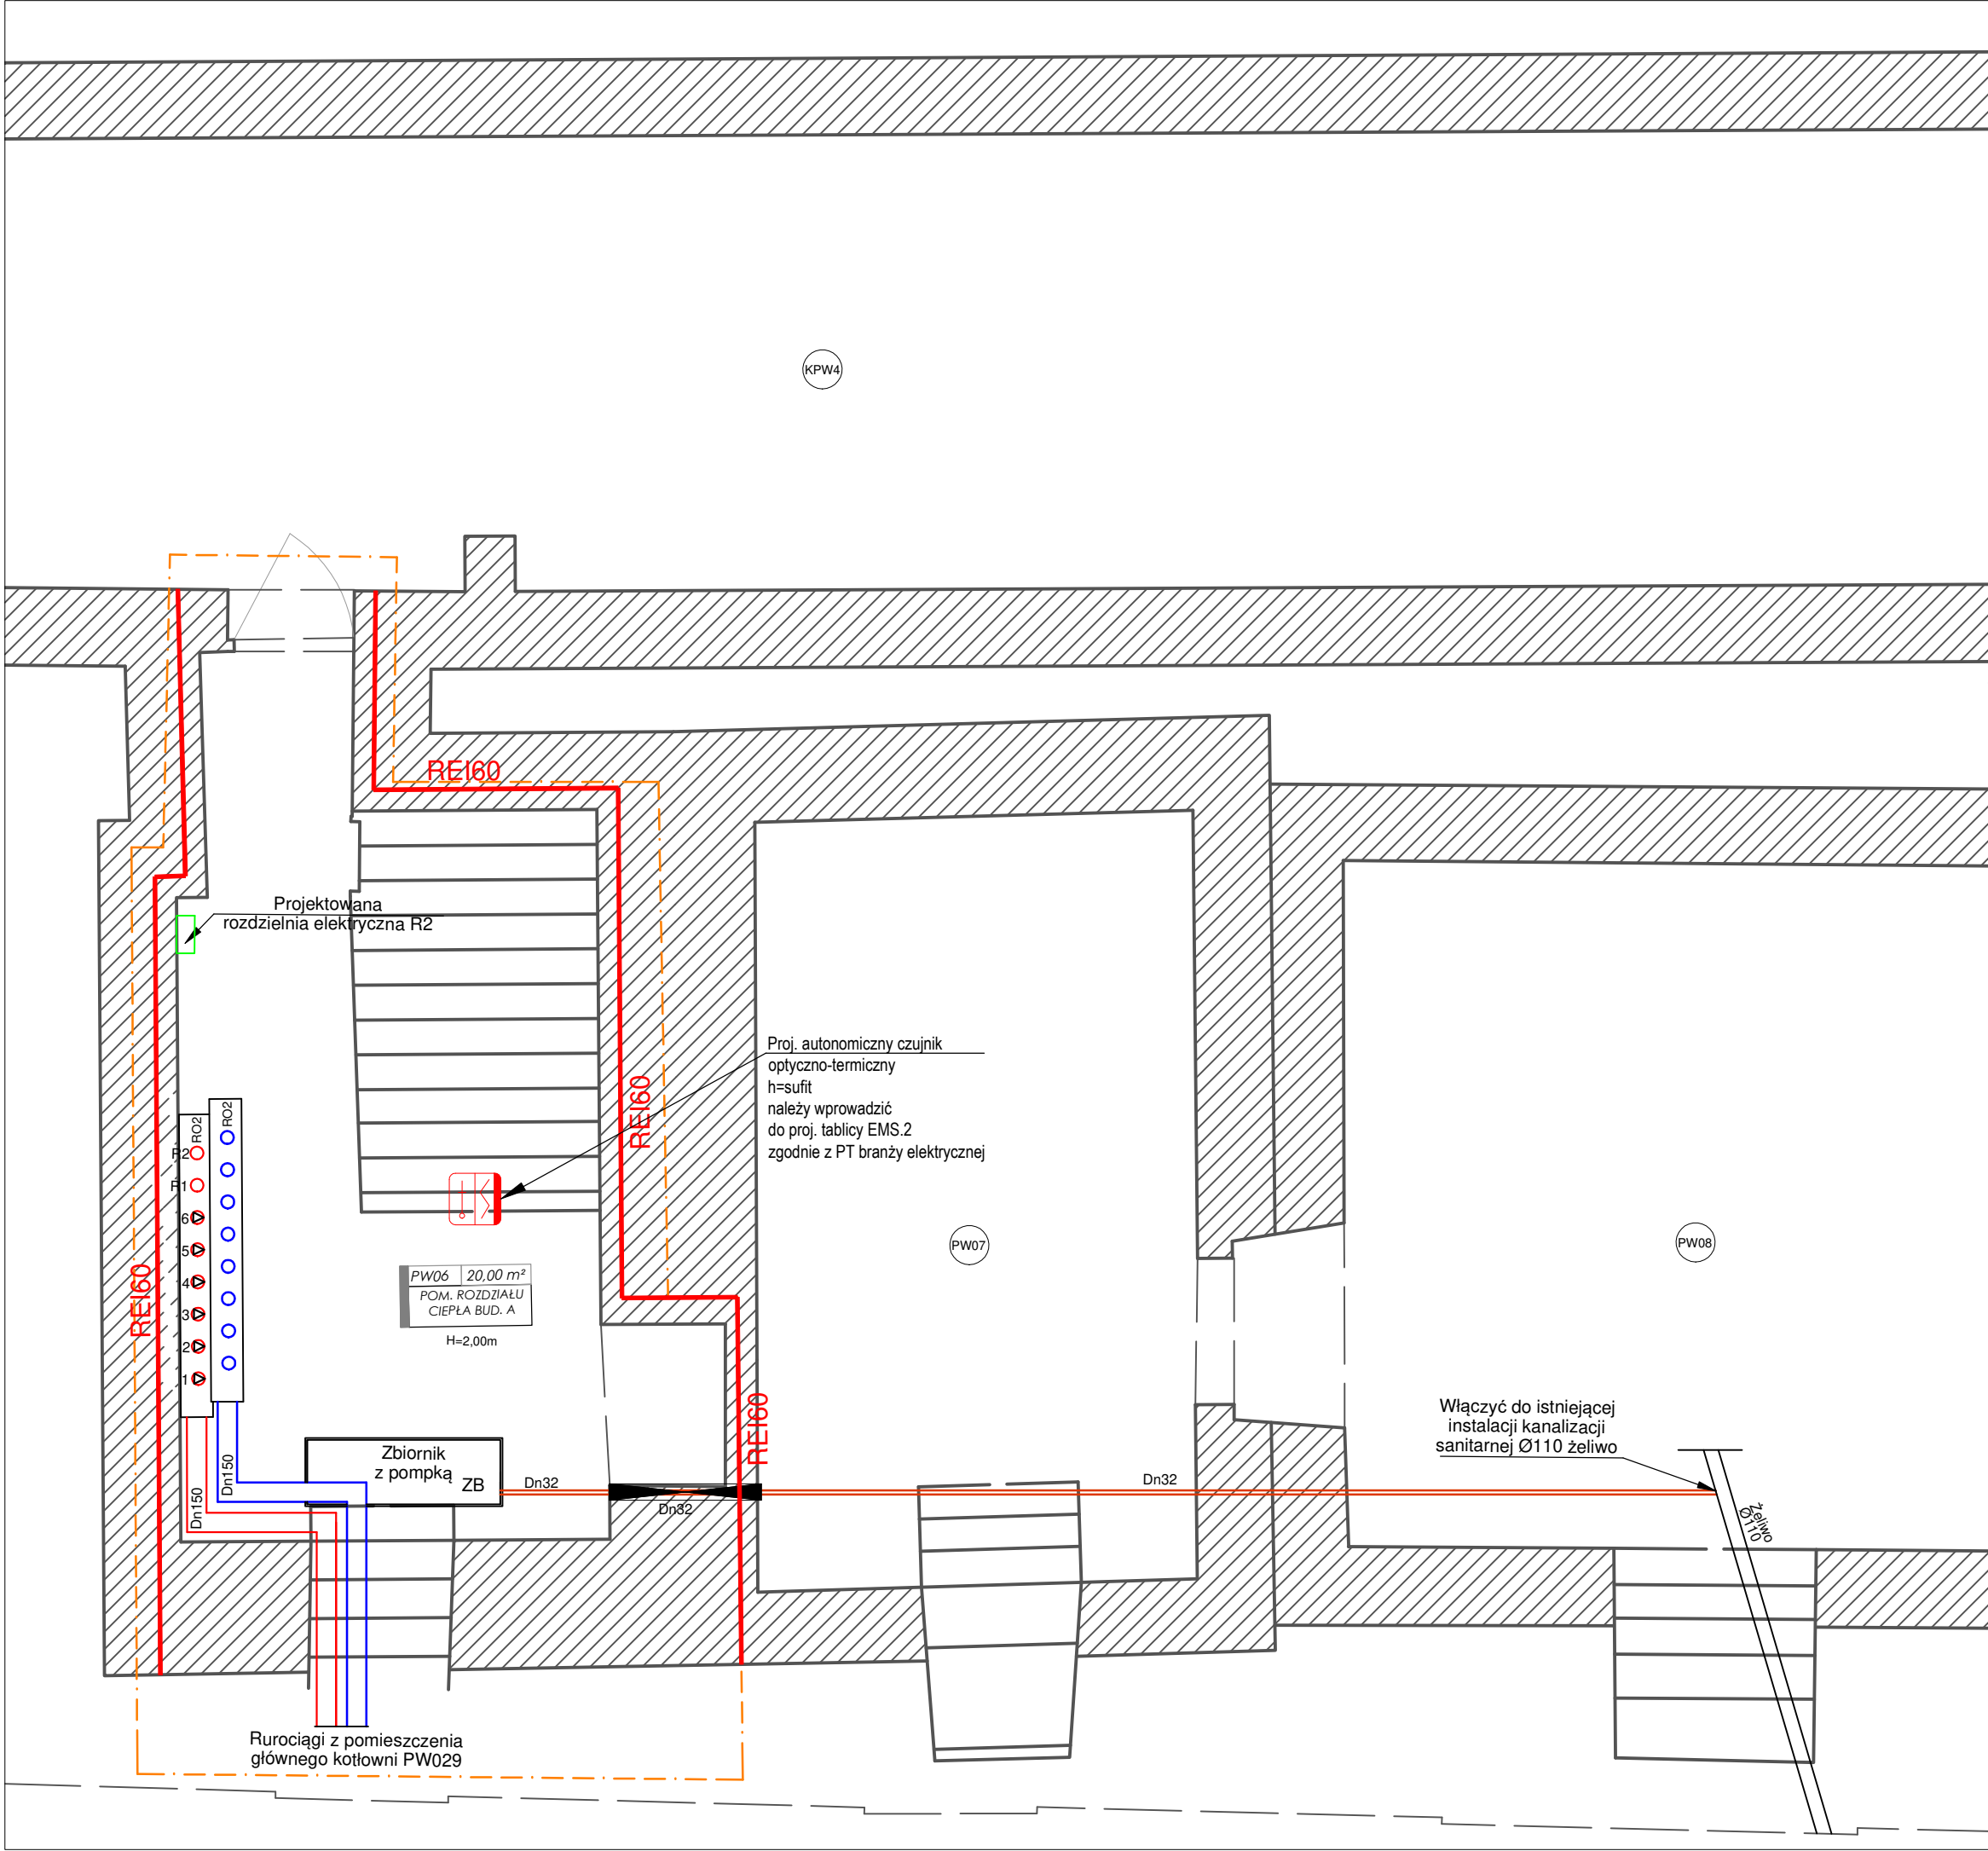 KPW4
REI60
Projektowana
rozdzielnia elektryczna R2
Proj. autonomiczny czujnik
optyczno-termiczny
h=sufit
należy wprowadzić
do proj. tablicy EMS.2
zgodnie z PT branży elektrycznej
REI60
RO2
RO2
R2
R1
6
5
4
3
2
1
REI60
PW06 20,00 m²
POM. ROZDZIAŁU
CIEPŁA BUD. A
H=2,00m
PW07
PW08
REI60
Włączyć do istniejącej
instalacji kanalizacji
sanitarnej Ø110 żeliwo
Zbiornik
z pompką
ZB
Dn32
Dn32
Dn32
Dn150
Dn150
Żeliwo
Ø110
Rurociągi z pomieszczenia
głównego kotłowni PW029